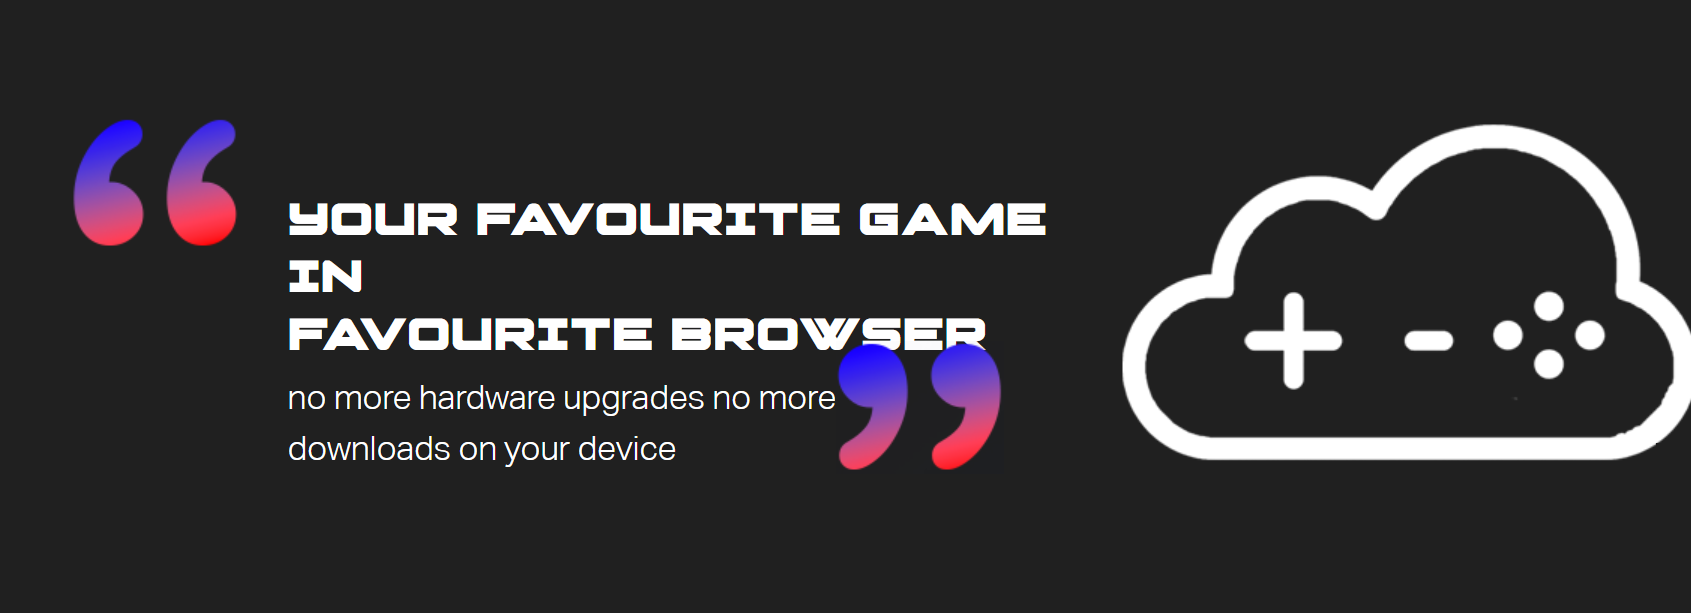 “
YOUR FAVOURITE GAME
IN
FAVOURITE BROWSER
no more hardware upgrades no more
downloads on your device
”